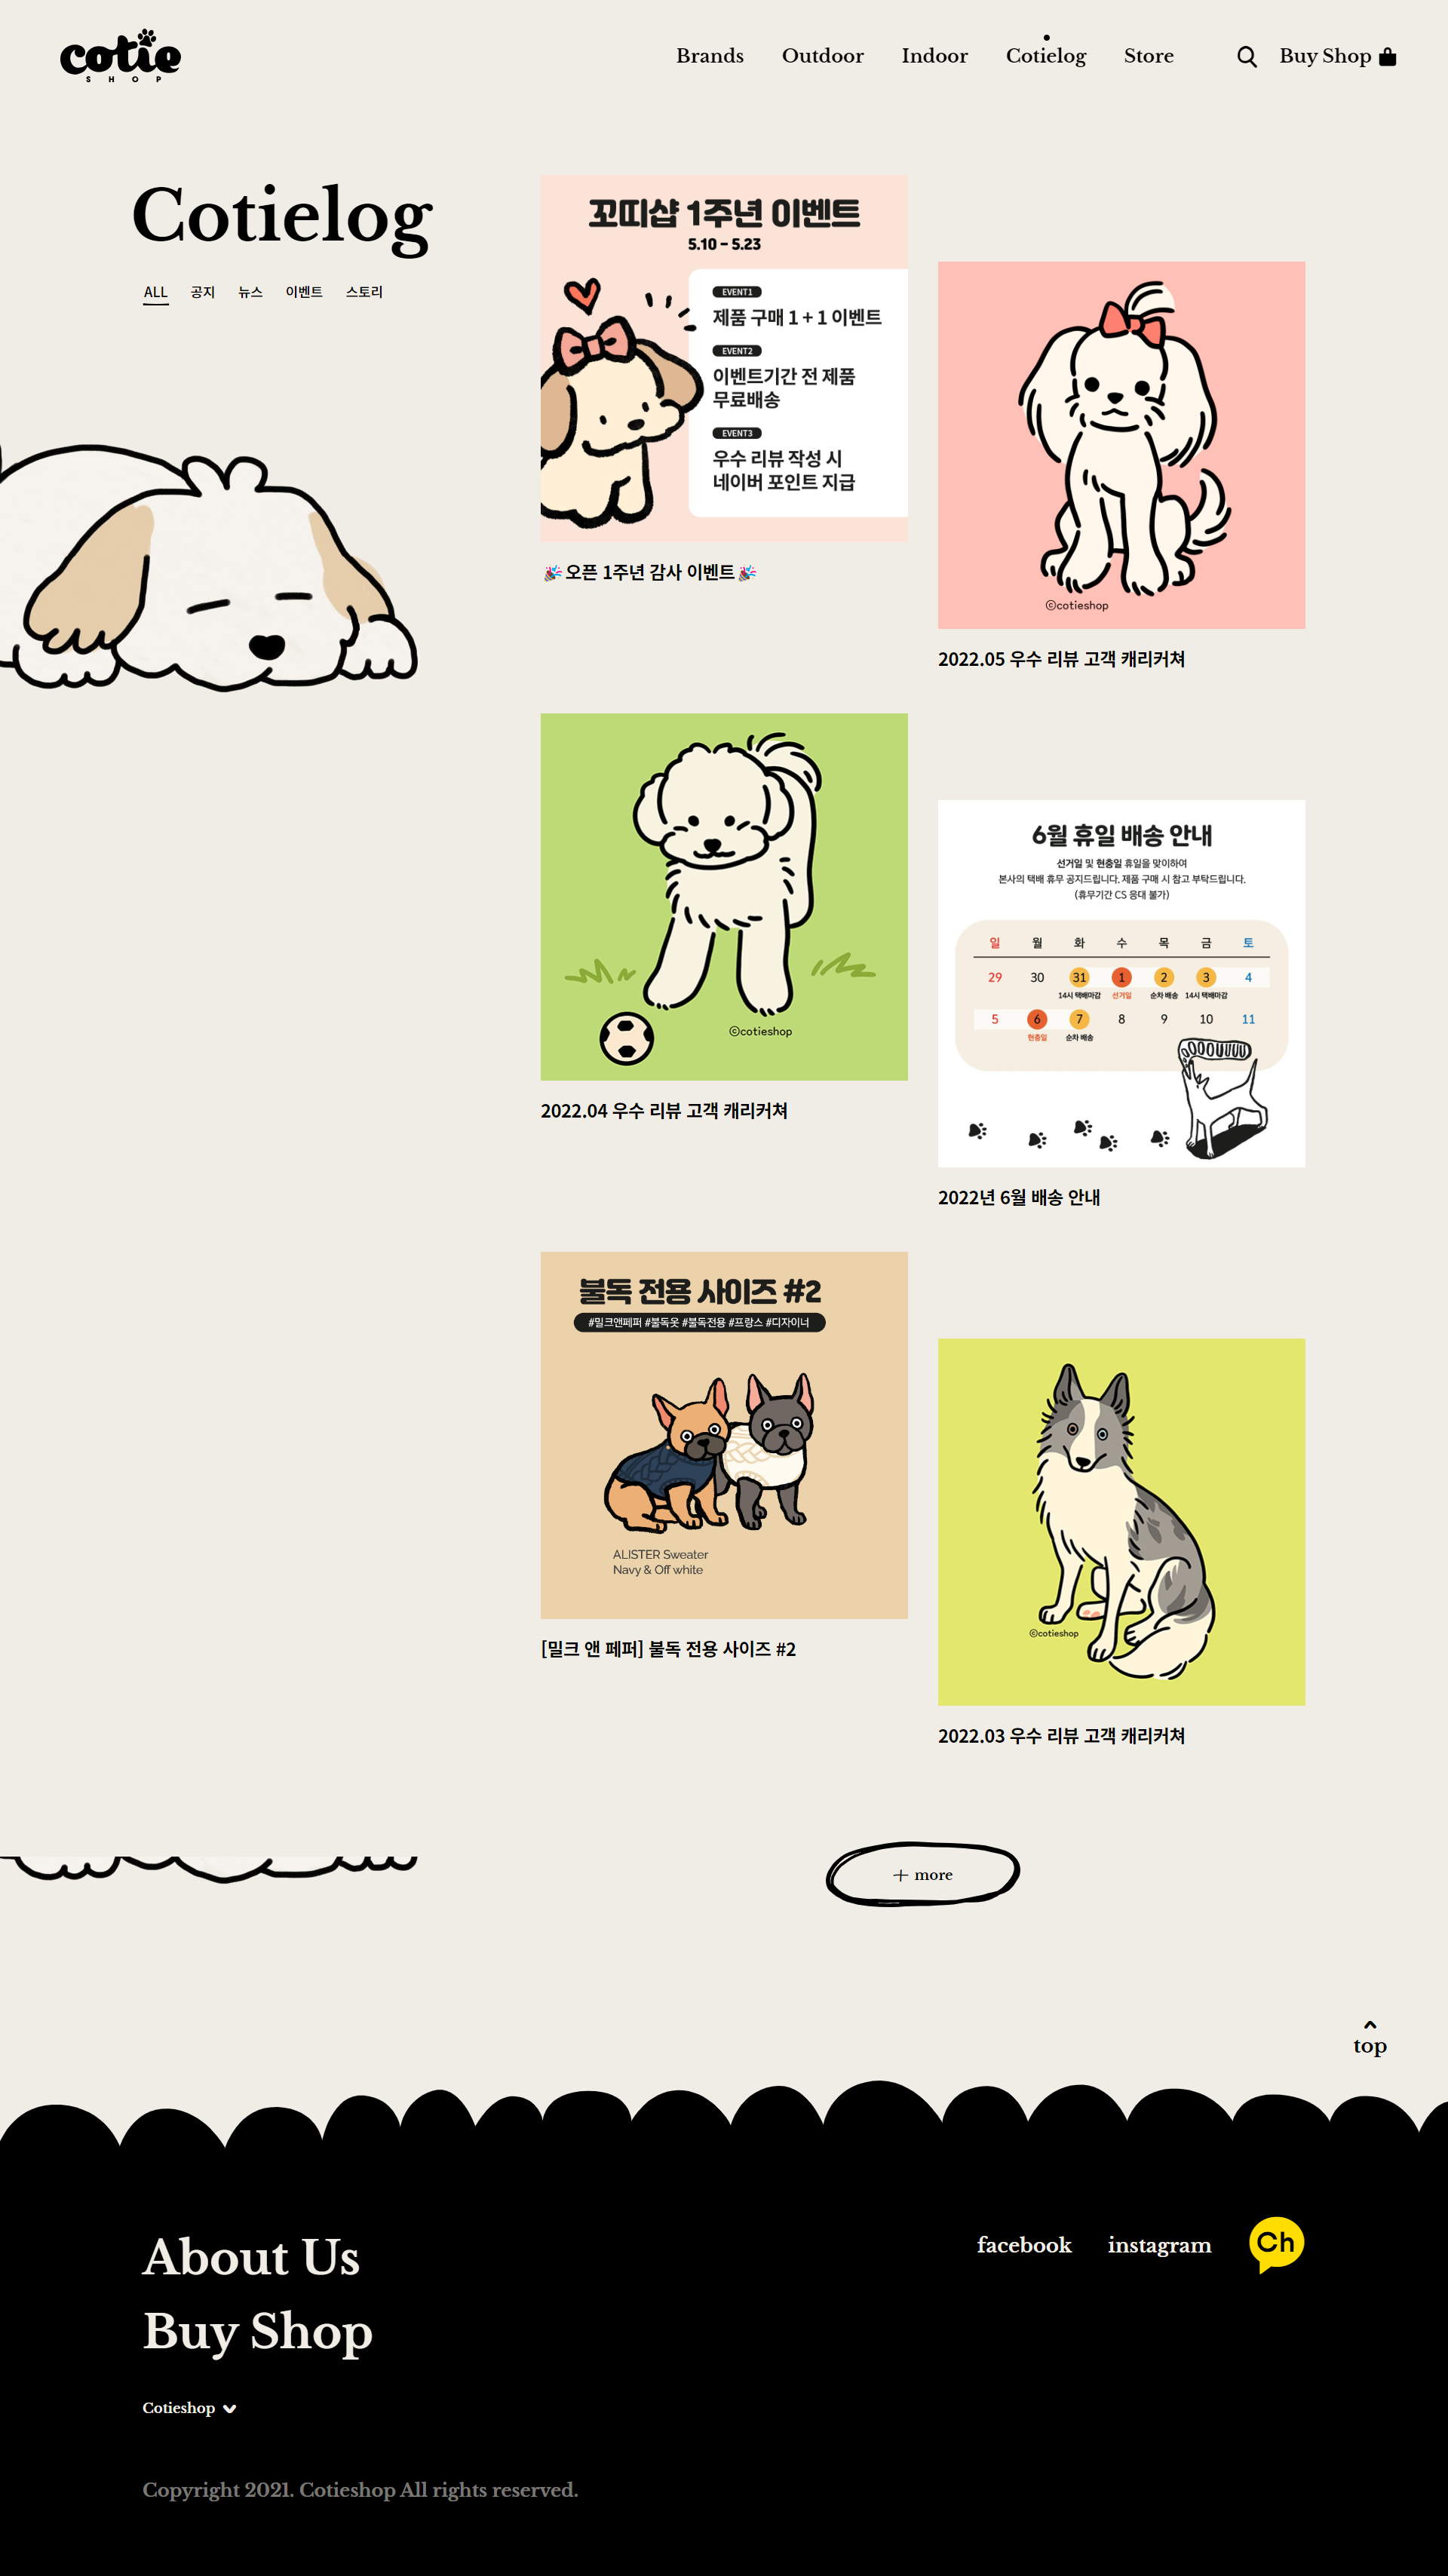 cotie
SHOP
Brands Outdoor Indoor Cotielog Store Buy Shop
Cotielog
ALL 공지 뉴스 이벤트 스토리
꼬띠샵 1주년 이벤트
5.10 - 5.23
EVENT1
제품 구매 1 + 1 이벤트
EVENT2
이벤트기간 전 제품
무료배송
EVENT3
우수 리뷰 작성 시
네이버 포인트 지급
🎉오픈 1주년 감사 이벤트🎉
ⓒcotieshop
2022.05 우수 리뷰 고객 캐리커쳐
ⓒcotieshop
2022.04 우수 리뷰 고객 캐리커쳐
6월 휴일 배송 안내
선거일 및 현충일 휴일을 맞이하여
본사의 택배 휴무 공지드립니다. 제품 구매 시 참고 부탁드립니다.
(휴무기간 CS 응대 불가)
일 월 화 수 목 금 토
29 30 31 1 2 3 4
14시 택배마감 선거일 순차 배송 14시 택배마감
5 6 7 8 9 10 11
현충일 순차 배송
2022년 6월 배송 안내
불독 전용 사이즈 #2
#밀크앤페퍼 #불독옷 #불독전용 #프랑스 #디자이너
ALISTER Sweater
Navy & Off white
[밀크 앤 페퍼] 불독 전용 사이즈 #2
ⓒcotieshop
2022.03 우수 리뷰 고객 캐리커쳐
+ more
top
About Us
facebook instagram Ch
Buy Shop
Cotieshop
Copyright 2021. Cotieshop All rights reserved.